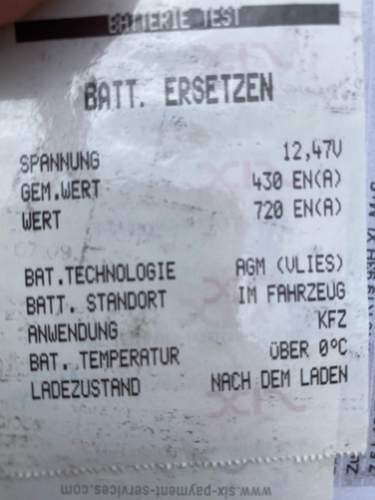 BATTERIE TEST
BATT. ERSETZEN
SPANNUNG 12,47V
GEM.WERT 430 EN(A)
WERT 720 EN(A)
BAT.TECHNOLOGIE AGM (VLIES)
BATT. STANDORT IM FAHRZEUG
ANWENDUNG KFZ
BAT. TEMPERATUR ÜBER 0°C
LADEZUSTAND NACH DEM LADEN
www.six-payment-services.com